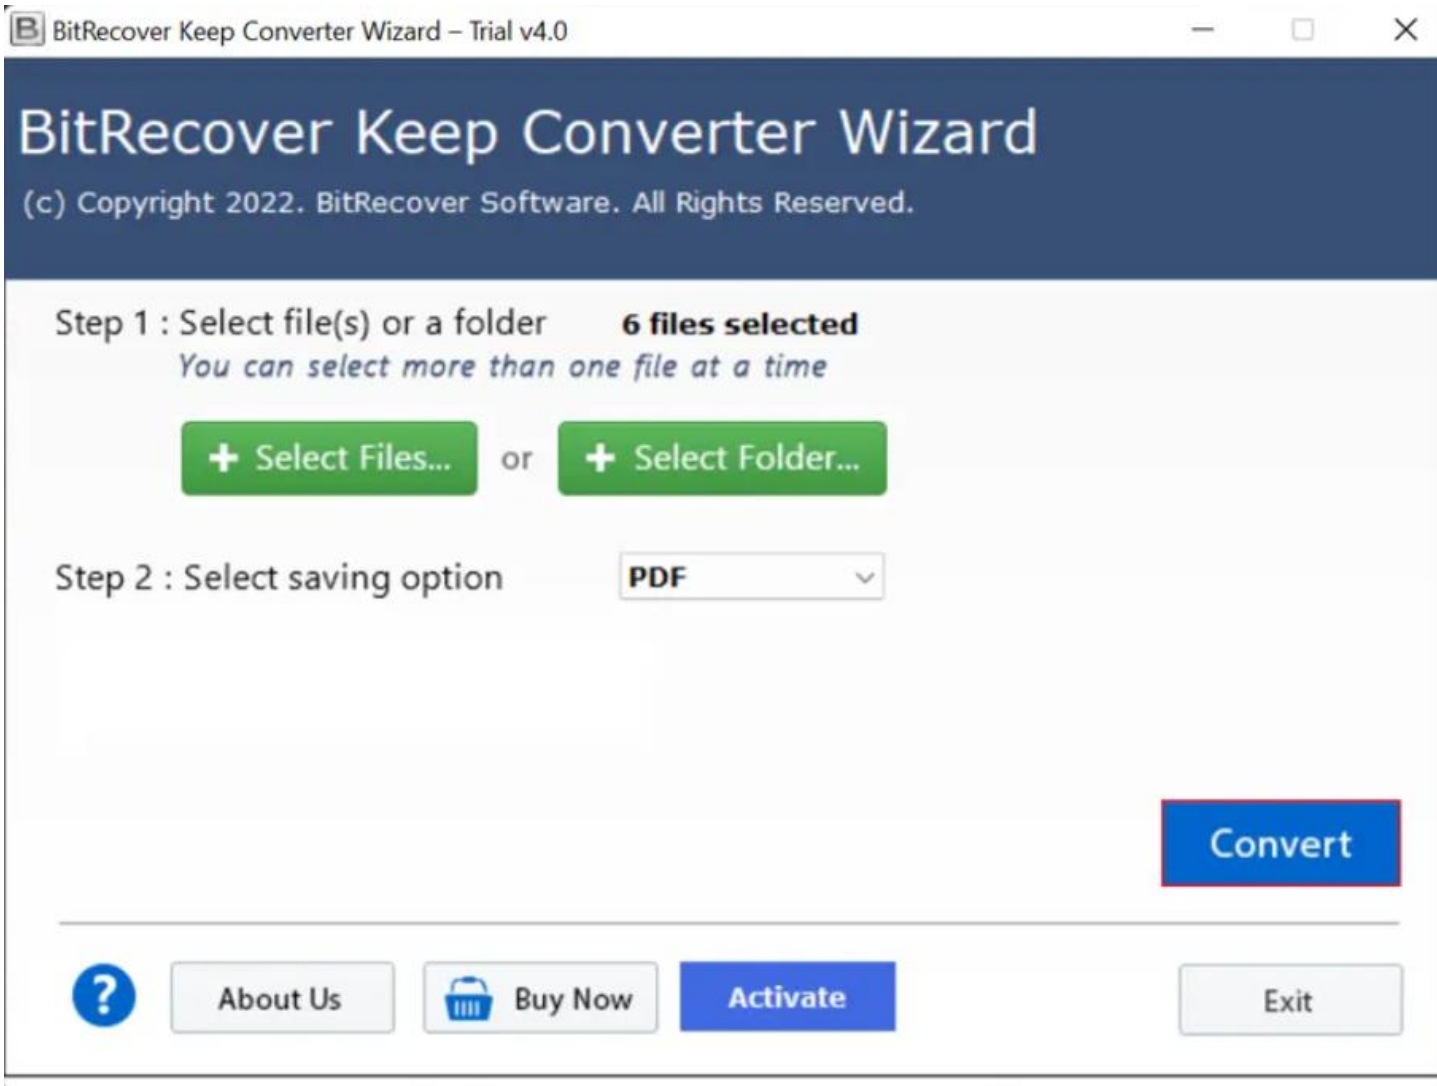 B BitRecover Keep Converter Wizard – Trial v4.0
BitRecover Keep Converter Wizard
(c) Copyright 2022. BitRecover Software. All Rights Reserved.
Step 1 : Select file(s) or a folder 6 files selected
You can select more than one file at a time
+ Select Files... or + Select Folder...
Step 2 : Select saving option PDF
Convert
? About Us Buy Now Activate Exit